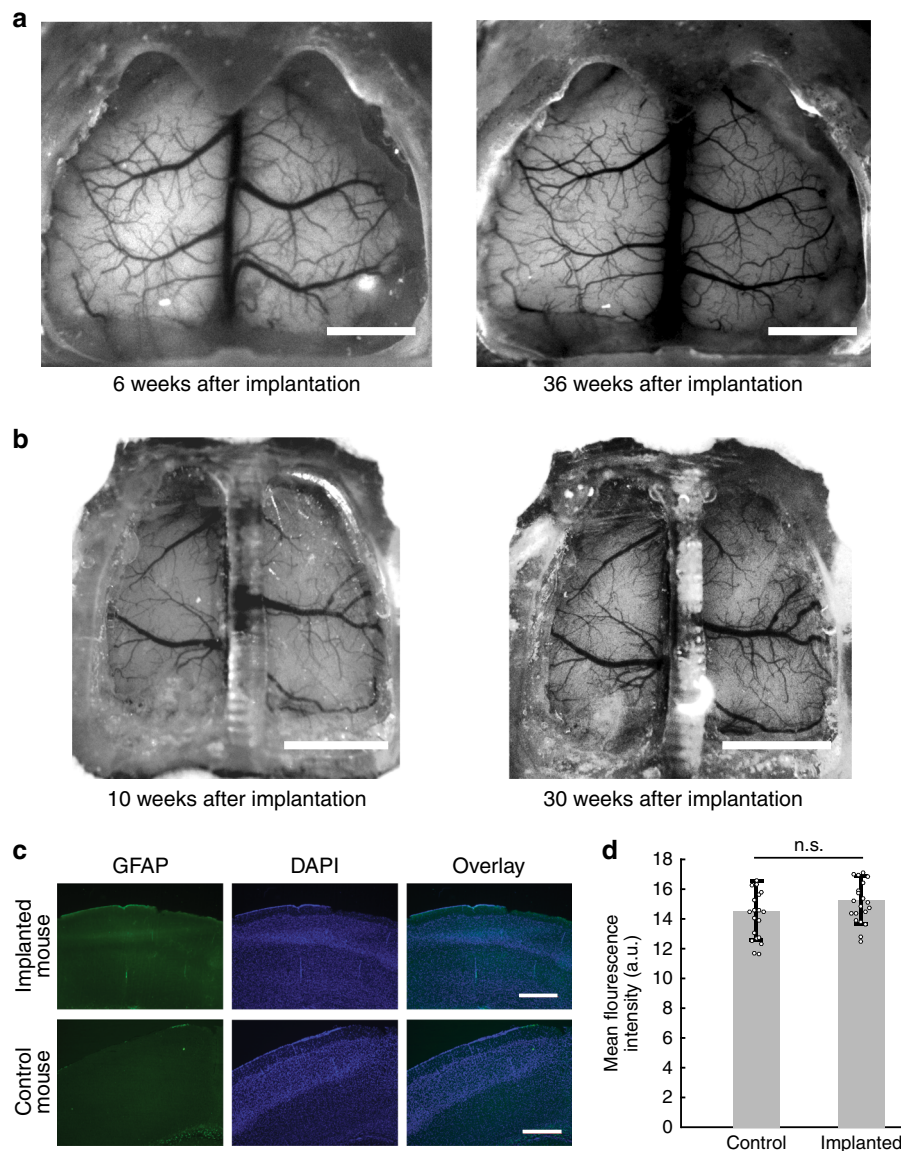 a
6 weeks after implantation
36 weeks after implantation
b
10 weeks after implantation
30 weeks after implantation
c
GFAP
DAPI
Overlay
Implanted
mouse
Control
mouse
d
n.s.
18
16
14
12
10
8
6
4
2
0
Mean flourescence
intensity (a.u.)
Control
Implanted